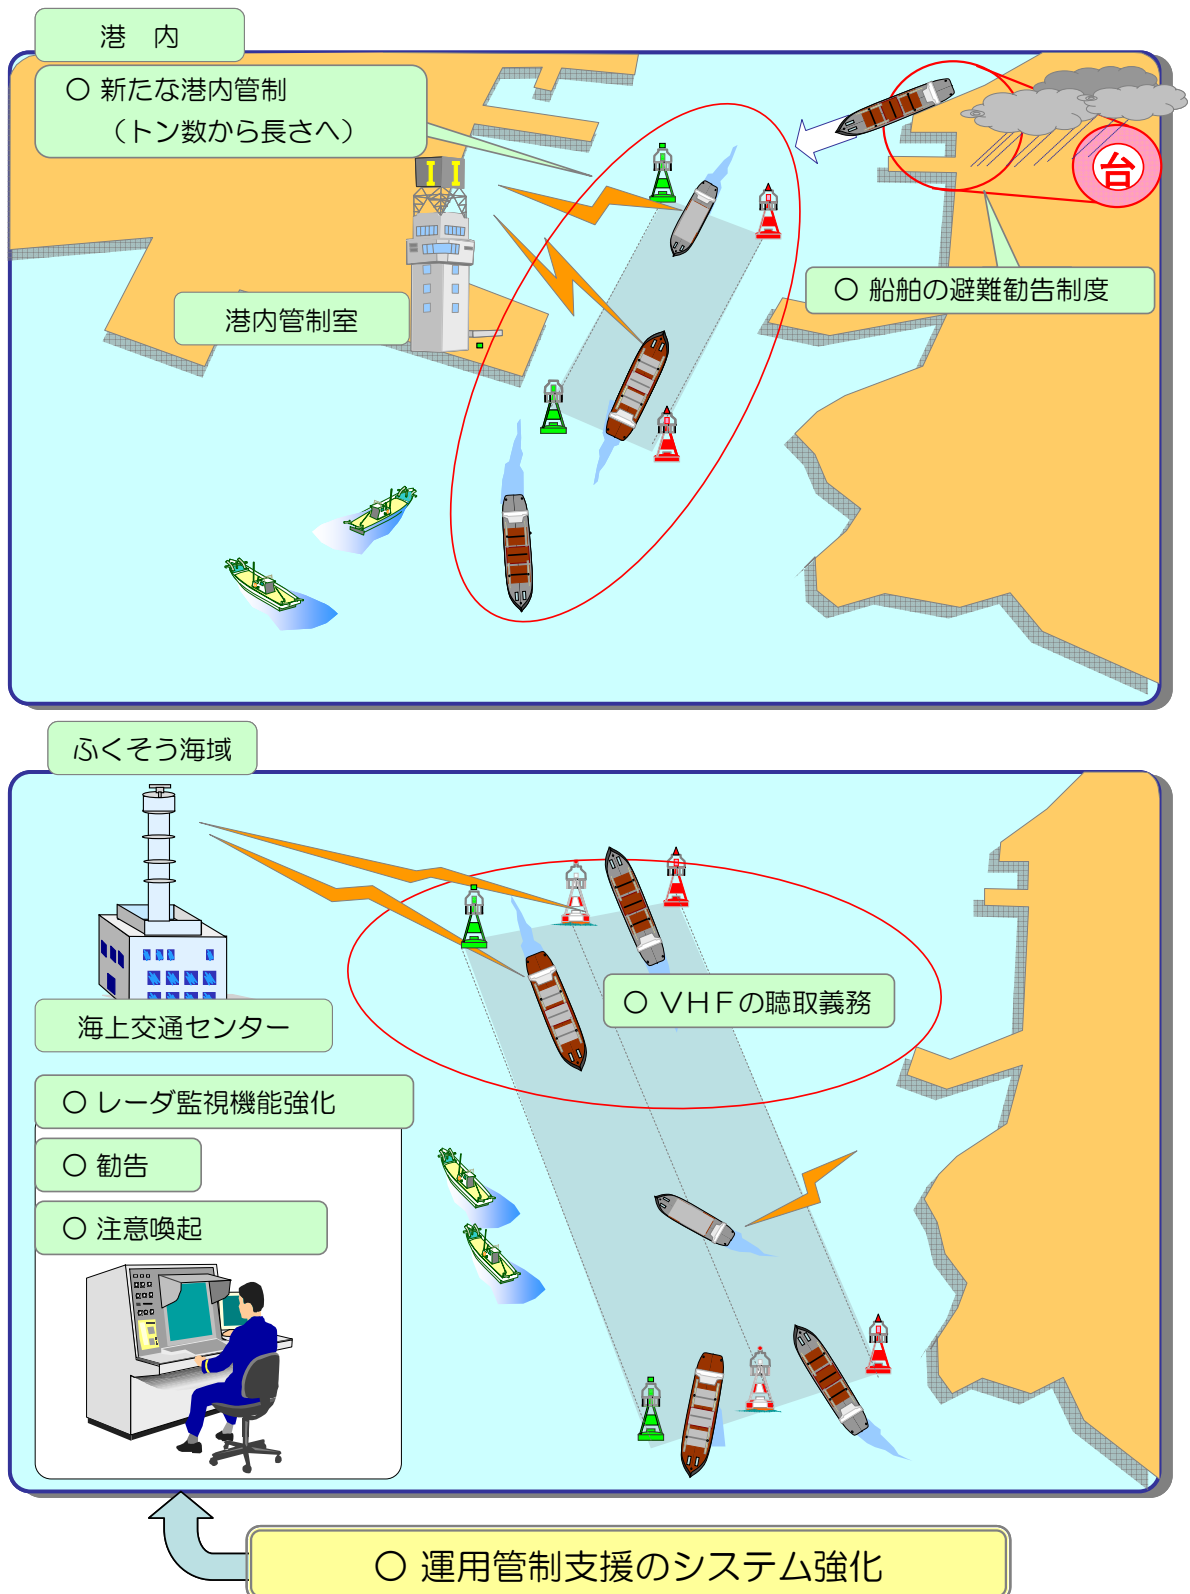 港　内
〇 新たな港内管制
（トン数から長さへ）
台
〇 船舶の避難勧告制度
港内管制室
ふくそう海域
〇 ＶＨＦの聴取義務
海上交通センター
〇 レーダ監視機能強化
〇 勧告
〇 注意喚起
〇 運用管制支援のシステム強化